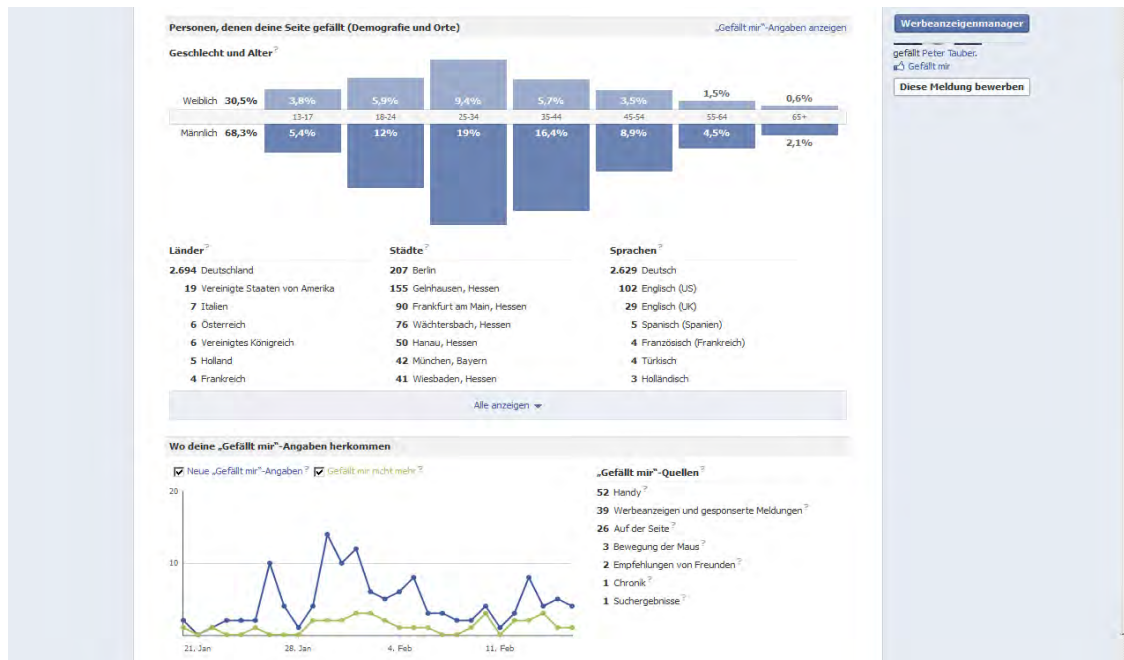 Personen, denen deine Seite gefällt (Demografie und Orte)
„Gefällt mir“-Angaben anzeigen
Geschlecht und Alter?
Weiblich 30,5% 3,8% 5,9% 9,4% 5,7% 3,5% 1,5% 0,6%
13-17 18-24 25-34 35-44 45-54 55-64 65+
Männlich 68,3% 5,4% 12% 19% 16,4% 8,9% 4,5% 2,1%
Länder?
2.694 Deutschland
19 Vereinigte Staaten von Amerika
7 Italien
6 Österreich
6 Vereinigtes Königreich
5 Holland
4 Frankreich
Städte?
207 Berlin
155 Gelnhausen, Hessen
90 Frankfurt am Main, Hessen
76 Wächtersbach, Hessen
50 Hanau, Hessen
42 München, Bayern
41 Wiesbaden, Hessen
Sprachen?
2.629 Deutsch
102 Englisch (US)
29 Englisch (UK)
5 Spanisch (Spanien)
4 Französisch (Frankreich)
4 Türkisch
3 Holländisch
Alle anzeigen
Wo deine „Gefällt mir“-Angaben herkommen
Neue „Gefällt mir“-Angaben? Gefällt mir nicht mehr?
20
10
21. Jan 28. Jan 4. Feb 11. Feb
„Gefällt mir“-Quellen?
52 Handy?
39 Werbeanzeigen und gesponserte Meldungen?
26 Auf der Seite?
3 Bewegung der Maus?
2 Empfehlungen von Freunden?
1 Chronik?
1 Suchergebnisse?
Werbeanzeigenmanager
gefällt Peter Tauber.
Gefällt mir
Diese Meldung bewerben